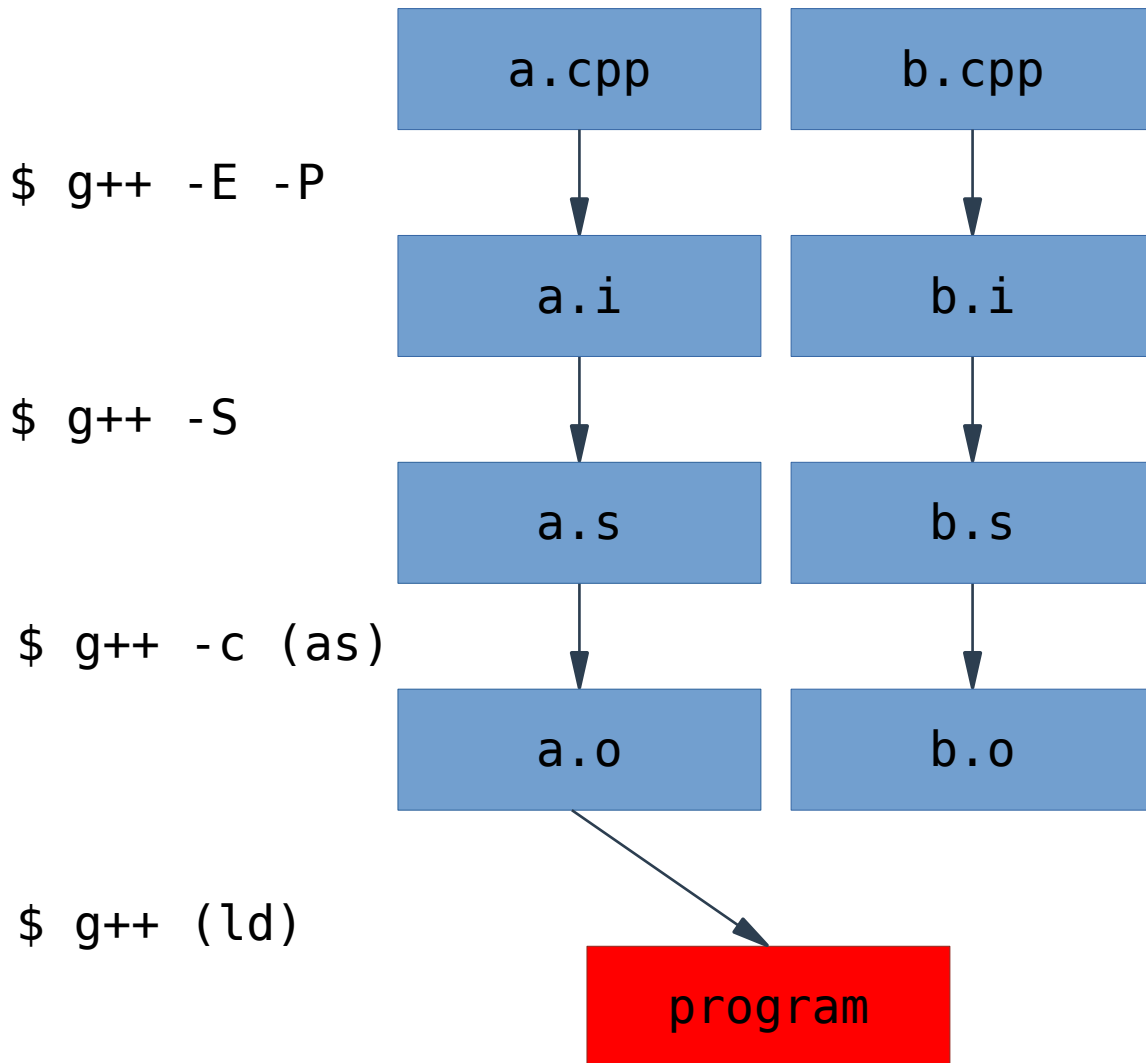 a.cpp
b.cpp
$ g++ -E -P
a.i
b.i
$ g++ -S
a.s
b.s
$ g++ -c (as)
a.o
b.o
$ g++ (ld)
program